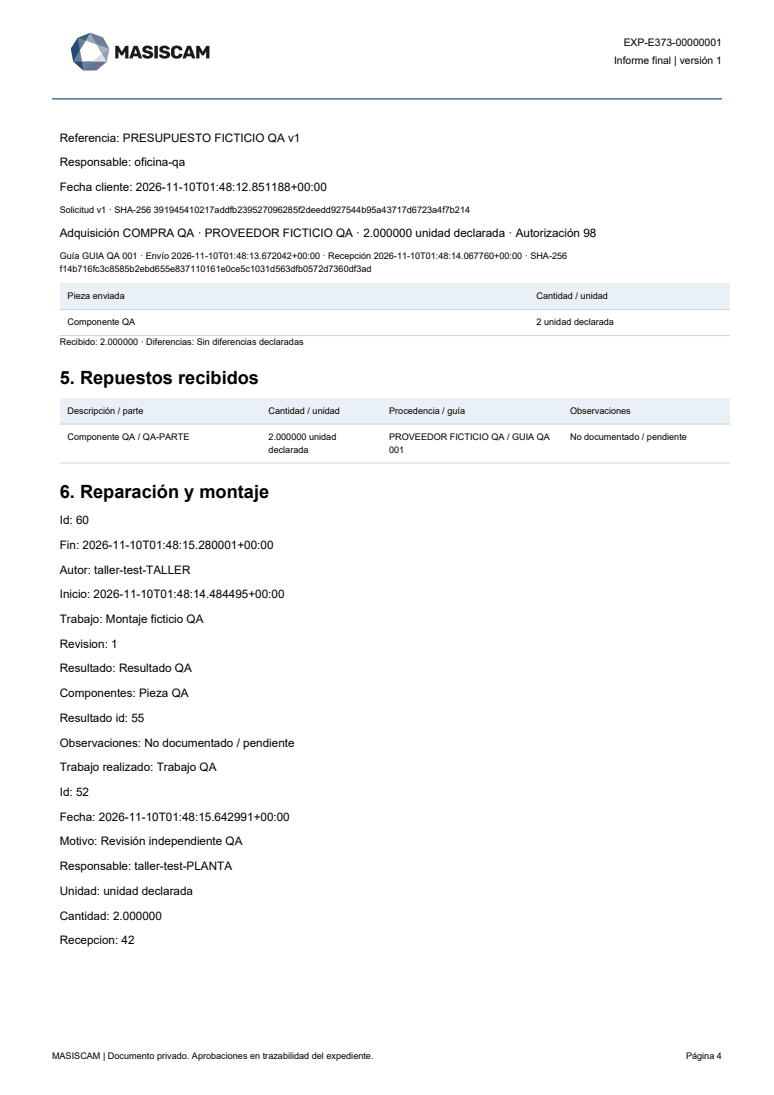 MASISCAM
EXP-E373-00000001
Informe final | versión 1
Referencia: PRESUPUESTO FICTICIO QA v1
Responsable: oficina-qa
Fecha cliente: 2026-11-10T01:48:12.851188+00:00
Solicitud v1 · SHA-256 391945410217addfb239527096285f2deedd927544b95a43717d6723a4f7b214
Adquisición COMPRA QA · PROVEEDOR FICTICIO QA · 2.000000 unidad declarada · Autorización 98
Guía GUIA QA 001 · Envío 2026-11-10T01:48:13.672042+00:00 · Recepción 2026-11-10T01:48:14.067760+00:00 · SHA-256
f14b716fc3c8585b2ebd655e837110161e0ce5c1031d563dfb0572d7360df3ad
Pieza enviada Cantidad / unidad
Componente QA 2 unidad declarada
Recibido: 2.000000 · Diferencias: Sin diferencias declaradas
5. Repuestos recibidos
Descripción / parte Cantidad / unidad Procedencia / guía Observaciones
Componente QA / QA-PARTE 2.000000 unidad PROVEEDOR FICTICIO QA / GUIA QA No documentado / pendiente
declarada 001
6. Reparación y montaje
Id: 60
Fin: 2026-11-10T01:48:15.280001+00:00
Autor: taller-test-TALLER
Inicio: 2026-11-10T01:48:14.484495+00:00
Trabajo: Montaje ficticio QA
Revision: 1
Resultado: Resultado QA
Componentes: Pieza QA
Resultado id: 55
Observaciones: No documentado / pendiente
Trabajo realizado: Trabajo QA
Id: 52
Fecha: 2026-11-10T01:48:15.642991+00:00
Motivo: Revisión independiente QA
Responsable: taller-test-PLANTA
Unidad: unidad declarada
Cantidad: 2.000000
Recepcion: 42
MASISCAM | Documento privado. Aprobaciones en trazabilidad del expediente.
Página 4